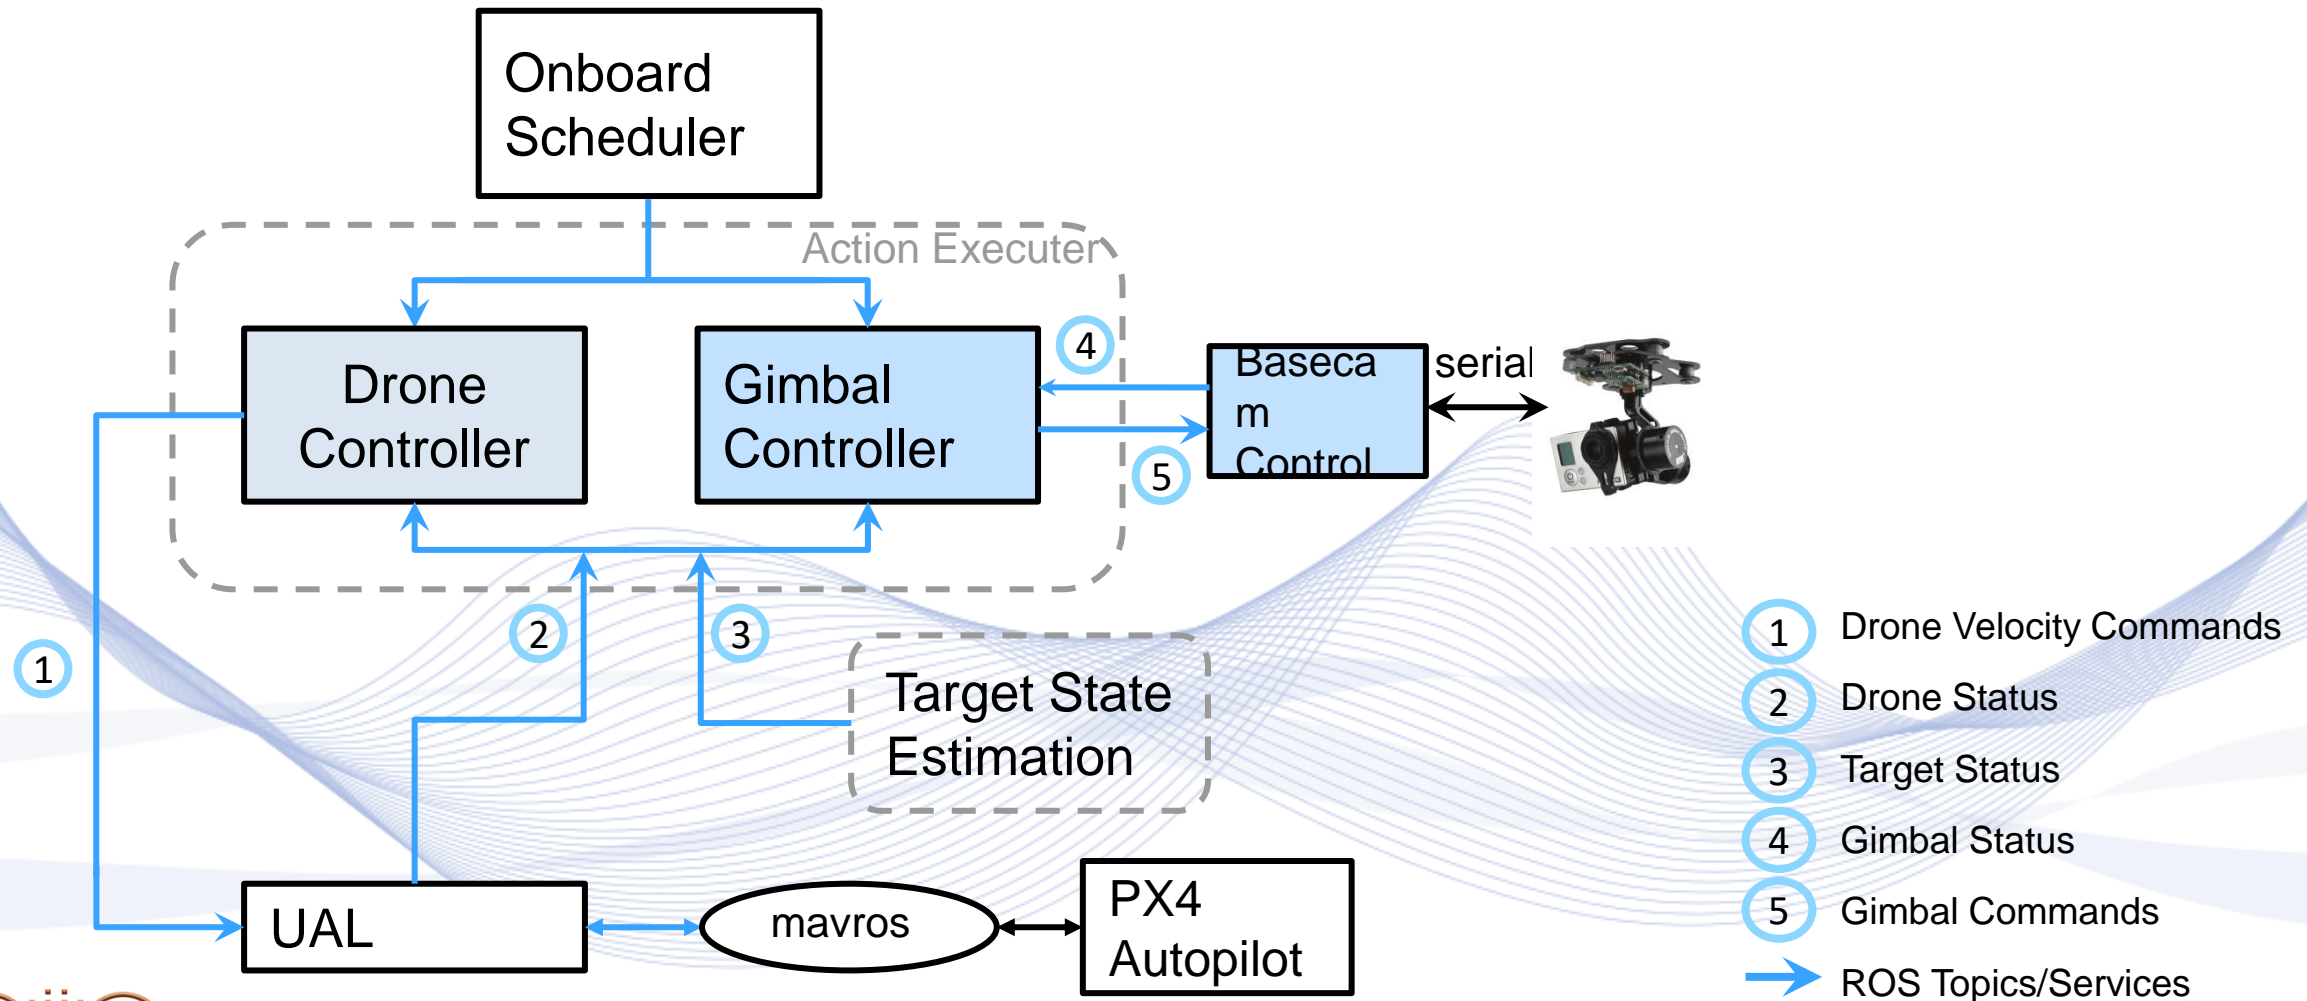 Onboard
Scheduler
Action Executer
Drone
Controller
Gimbal
Controller
4
5
Baseca
m
Control
serial
1
2
3
Target State
Estimation
UAL
mavros
PX4
Autopilot
1 Drone Velocity Commands
2 Drone Status
3 Target Status
4 Gimbal Status
5 Gimbal Commands
ROS Topics/Services